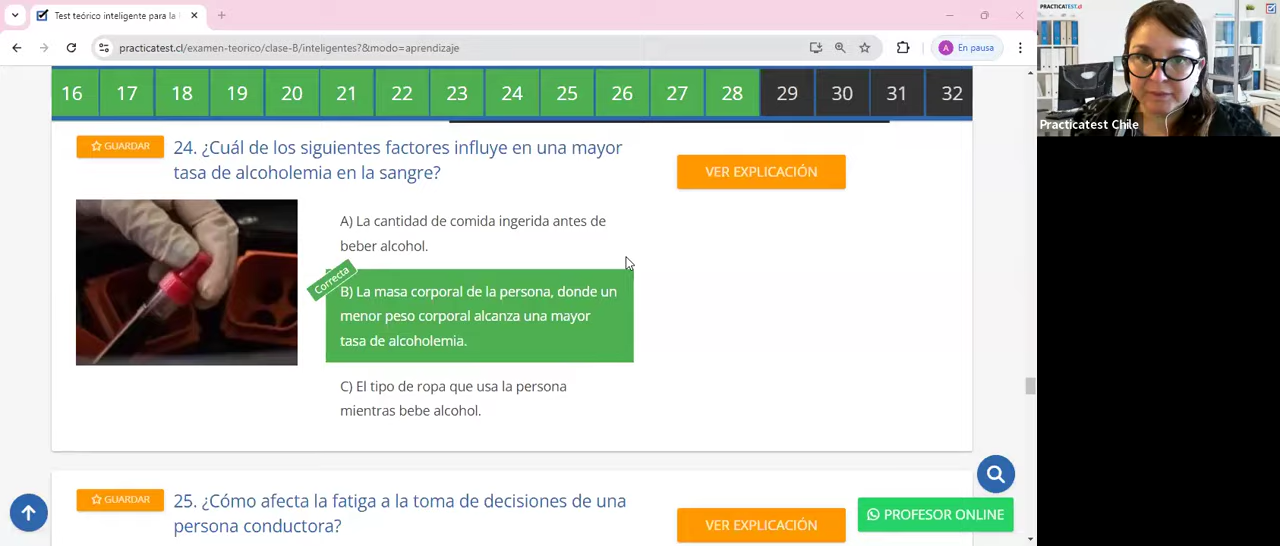 Test teórico inteligente para la
practicatest.cl/examen-teorico/clase-B/inteligentes?&modo=aprendizaje
A
En pausa
PRACTICATEST.cl
Practicatest Chile
16 17 18 19 20 21 22 23 24 25 26 27 28 29 30 31 32
GUARDAR
24. ¿Cuál de los siguientes factores influye en una mayor
tasa de alcoholemia en la sangre?
VER EXPLICACIÓN
A) La cantidad de comida ingerida antes de
beber alcohol.
Correcta
B) La masa corporal de la persona, donde un
menor peso corporal alcanza una mayor
tasa de alcoholemia.
C) El tipo de ropa que usa la persona
mientras bebe alcohol.
GUARDAR
25. ¿Cómo afecta la fatiga a la toma de decisiones de una
persona conductora?
VER EXPLICACIÓN
PROFESOR ONLINE